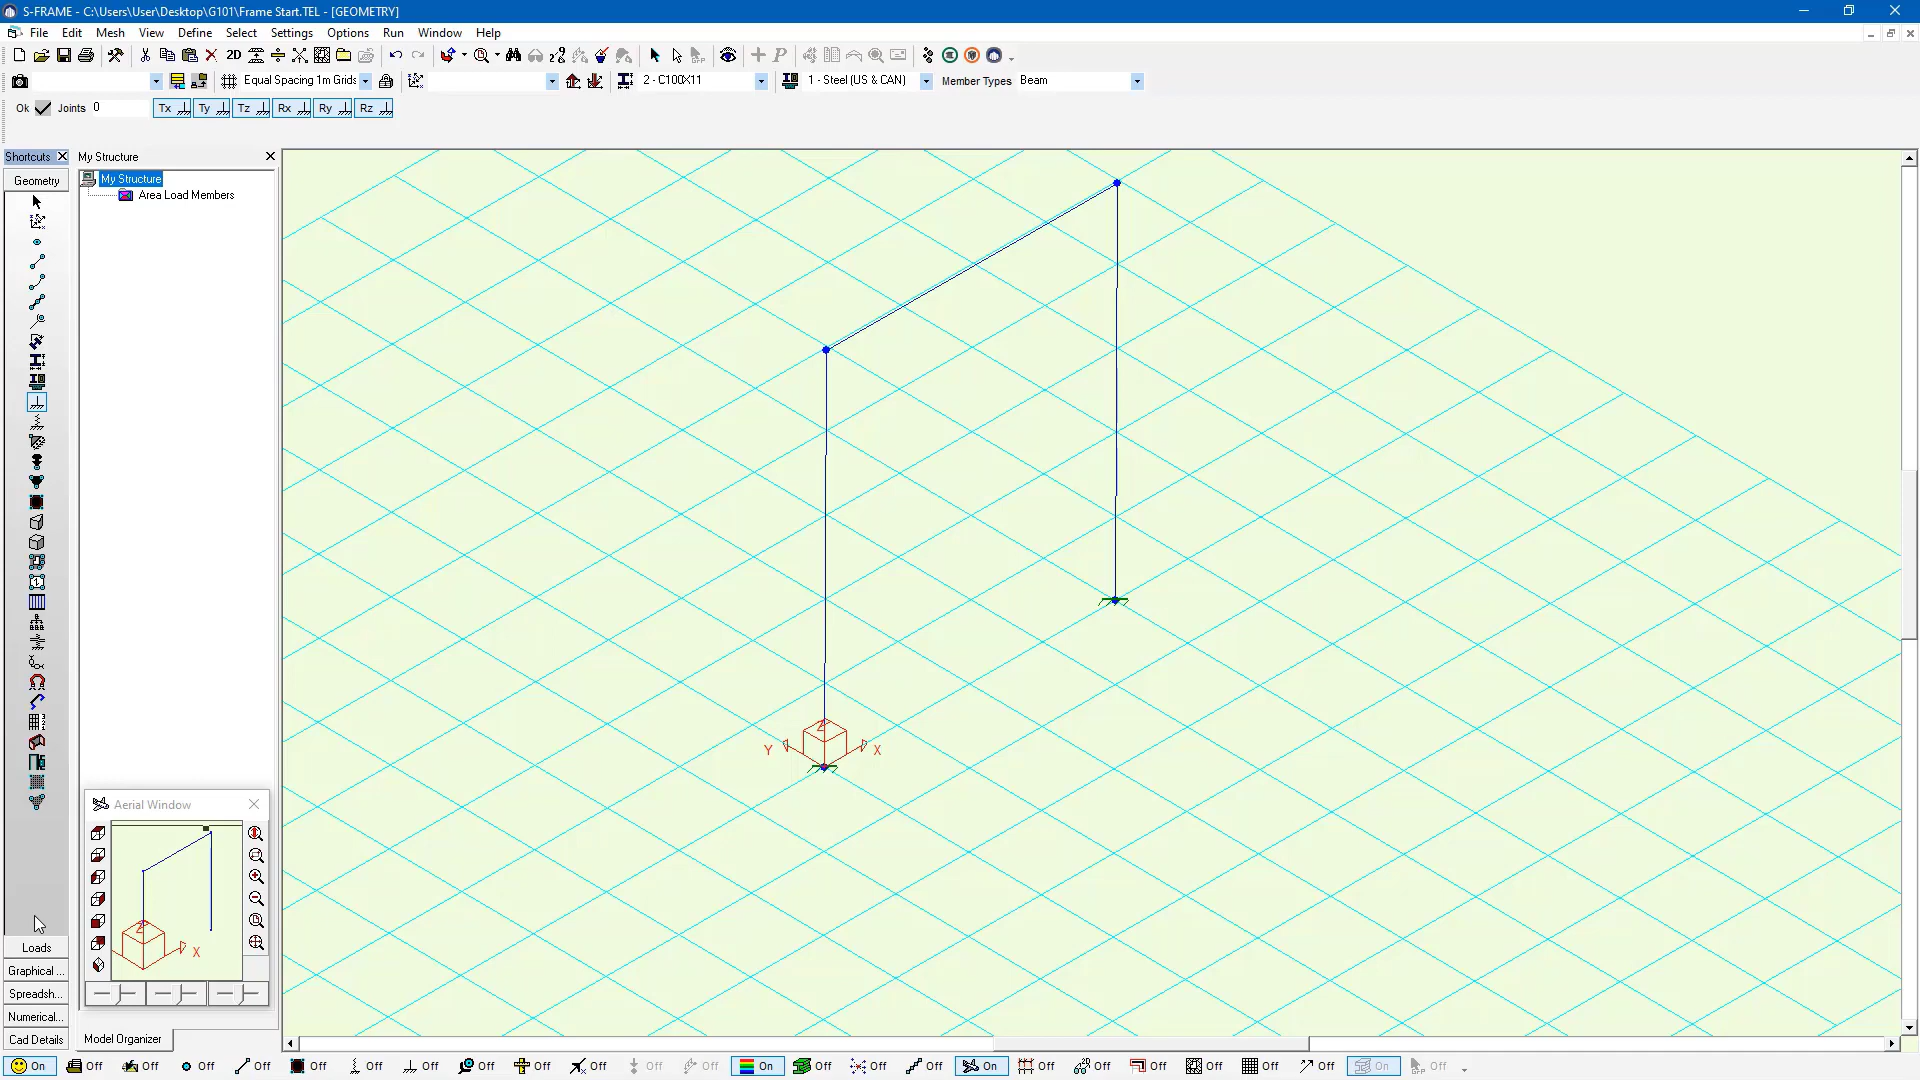 S-FRAME - C:\Users\User\Desktop\G101\Frame Start.TEL - [GEOMETRY]
File Edit Mesh View Define Select Settings Options Run Window Help
2D
Equal Spacing 1m Grids 2 - C100X11 1 - Steel (US & CAN) Member Types Beam
Ok Joints 0 Tx Ty Tz Rx Ry Rz
Shortcuts My Structure
Geometry
My Structure
Area Load Members
Z
Y X
Aerial Window
Z
X
Loads
Graphical ...
Spreadsh...
Numerical...
Cad Details
Model Organizer
On Off Off Off Off Off Off Off Off Off Off Off Off On Off Off Off On Off Off Off Off Off Off On Off